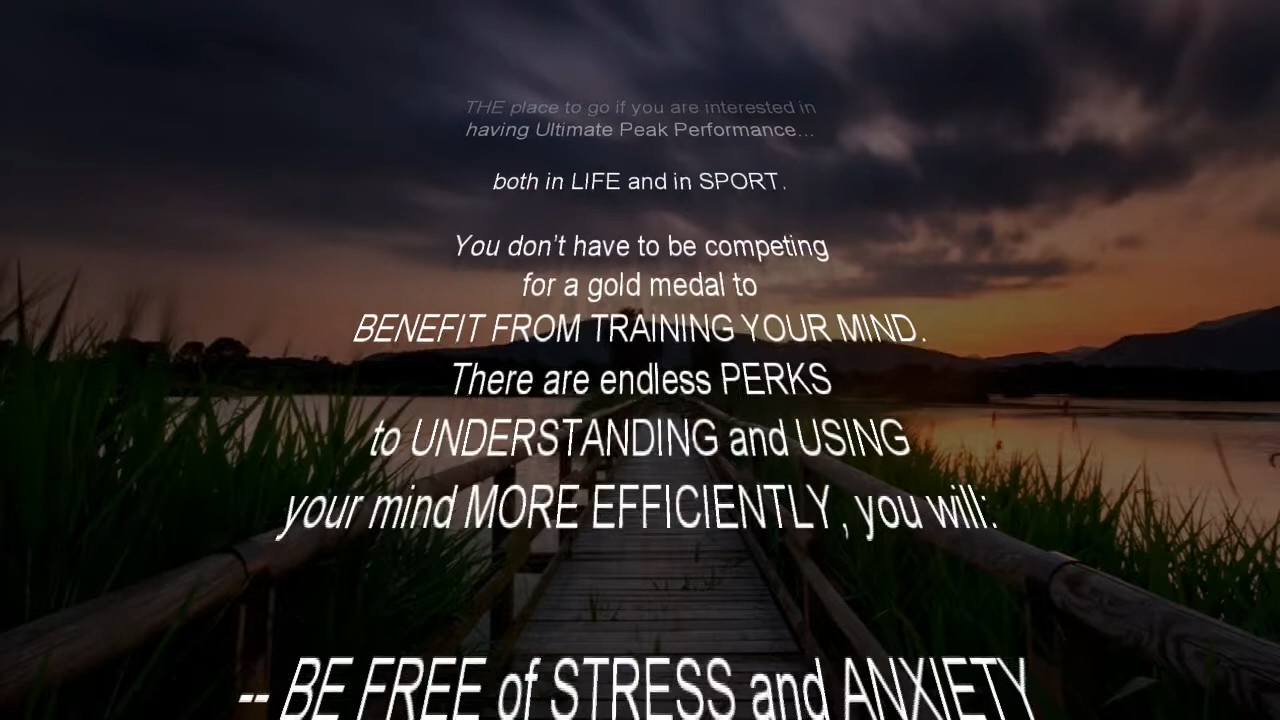 THE place to go if you are interested in
having Ultimate Peak Performance...
both in LIFE and in SPORT.
You don't have to be competing
for a gold medal to
BENEFIT FROM TRAINING YOUR MIND.
There are endless PERKS
to UNDERSTANDING and USING
your mind MORE EFFICIENTLY, you will:
-- BE FREE of STRESS and ANXIETY